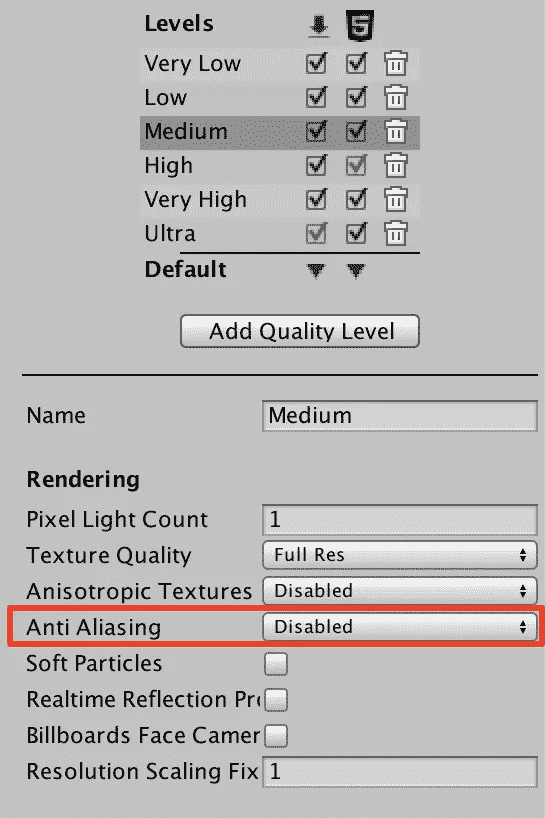 Levels
Very Low
Low
Medium
High
Very High
Ultra
Default
Add Quality Level
Name Medium
Rendering
Pixel Light Count 1
Texture Quality Full Res
Anisotropic Textures Disabled
Anti Aliasing Disabled
Soft Particles
Realtime Reflection Pr
Billboards Face Camer
Resolution Scaling Fix 1